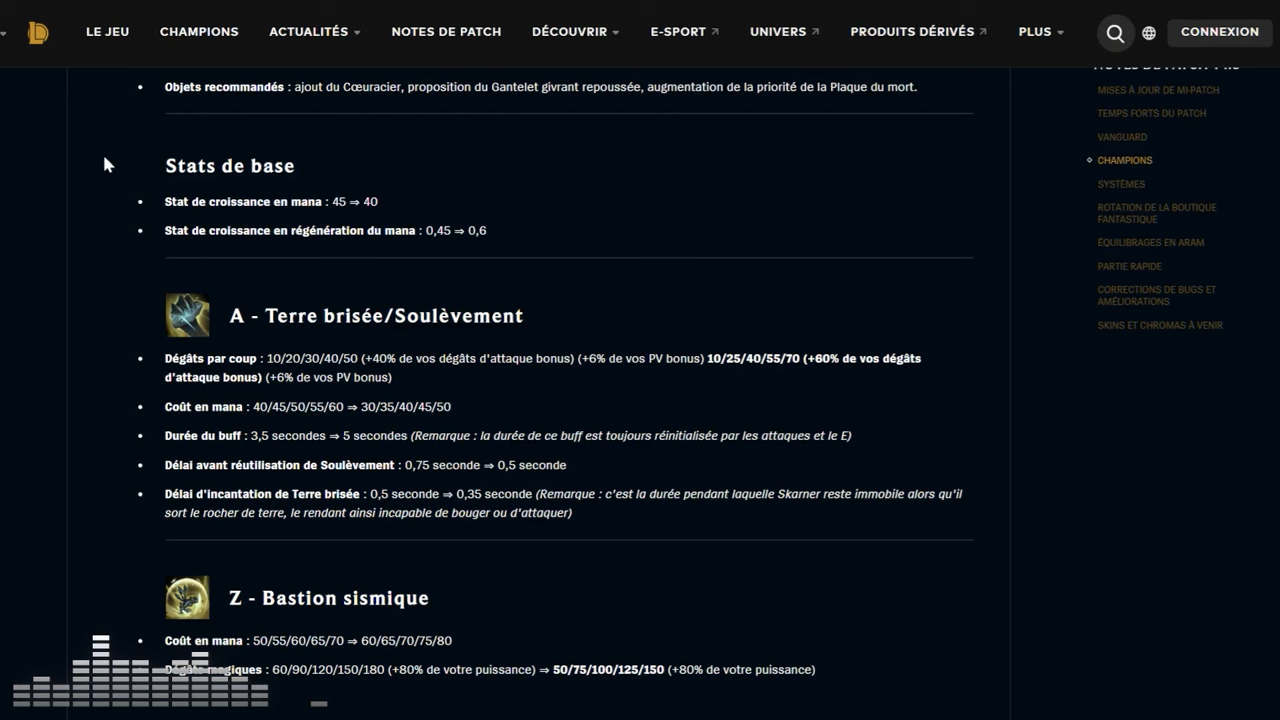 LE JEU
CHAMPIONS
ACTUALITÉS
NOTES DE PATCH
DÉCOUVRIR
E-SPORT
UNIVERS
PRODUITS DÉRIVÉS
PLUS
CONNEXION
Objets recommandés : ajout du Cœuracier, proposition du Gantelet givrant repoussée, augmentation de la priorité de la Plaque du mort.
Stats de base
Stat de croissance en mana : 45 ⇒ 40
Stat de croissance en régénération du mana : 0,45 ⇒ 0,6
A - Terre brisée/Soulèvement
Dégâts par coup : 10/20/30/40/50 (+40% de vos dégâts d'attaque bonus) (+6% de vos PV bonus) 10/25/40/55/70 (+60% de vos dégâts
d'attaque bonus) (+6% de vos PV bonus)
Coût en mana : 40/45/50/55/60 ⇒ 30/35/40/45/50
Durée du buff : 3,5 secondes ⇒ 5 secondes (Remarque : la durée de ce buff est toujours réinitialisée par les attaques et le E)
Délai avant réutilisation de Soulèvement : 0,75 seconde ⇒ 0,5 seconde
Délai d'incantation de Terre brisée : 0,5 seconde ⇒ 0,35 seconde (Remarque : c'est la durée pendant laquelle Skarner reste immobile alors qu'il
sort le rocher de terre, le rendant ainsi incapable de bouger ou d'attaquer)
Z - Bastion sismique
Coût en mana : 50/55/60/65/70 ⇒ 60/65/70/75/80
Dégâts magiques : 60/90/120/150/180 (+80% de votre puissance) ⇒ 50/75/100/125/150 (+80% de votre puissance)
MISES À JOUR DE MI-PATCH
TEMPS FORTS DU PATCH
VANGUARD
CHAMPIONS
SYSTÈMES
ROTATION DE LA BOUTIQUE
FANTASTIQUE
ÉQUILIBRAGES EN ARAM
PARTIE RAPIDE
CORRECTIONS DE BUGS ET
AMÉLIORATIONS
SKINS ET CHROMAS À VENIR